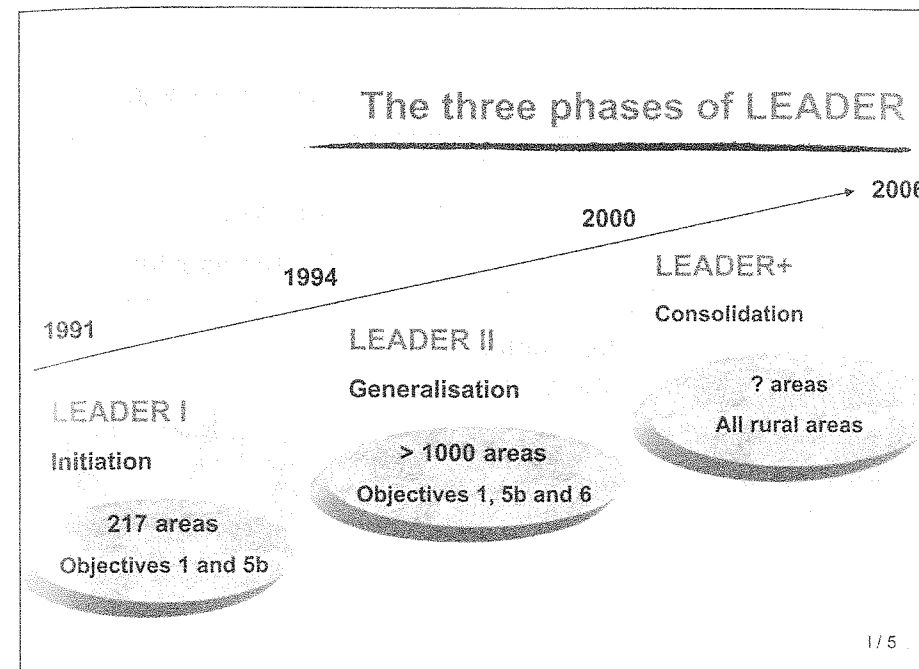 The three phases of LEADER
2006
2000
1994
1991
LEADER+
Consolidation
? areas
All rural areas
LEADER II
Generalisation
> 1000 areas
Objectives 1, 5b and 6
LEADER I
Initiation
217 areas
Objectives 1 and 5b
I / 5